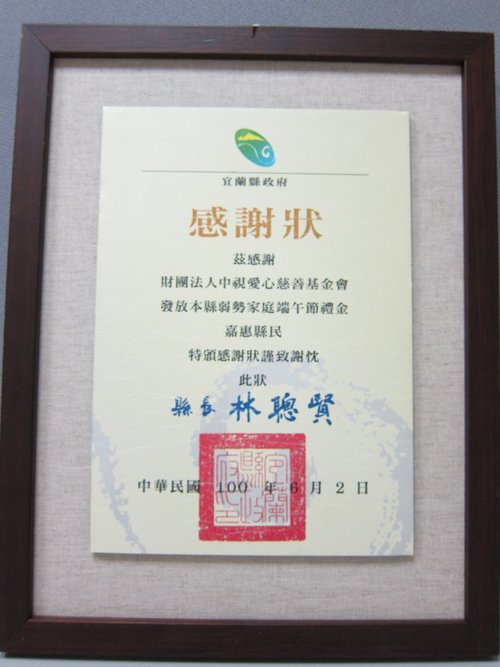 宜蘭縣政府
感謝狀
茲感謝
財團法人中視愛心慈善基金會
發放本縣弱勢家庭端午節禮金
嘉惠縣民
特頒感謝狀謹致謝忱
此狀
縣長 林聰賢
中華民國 100 年 6 月 2 日